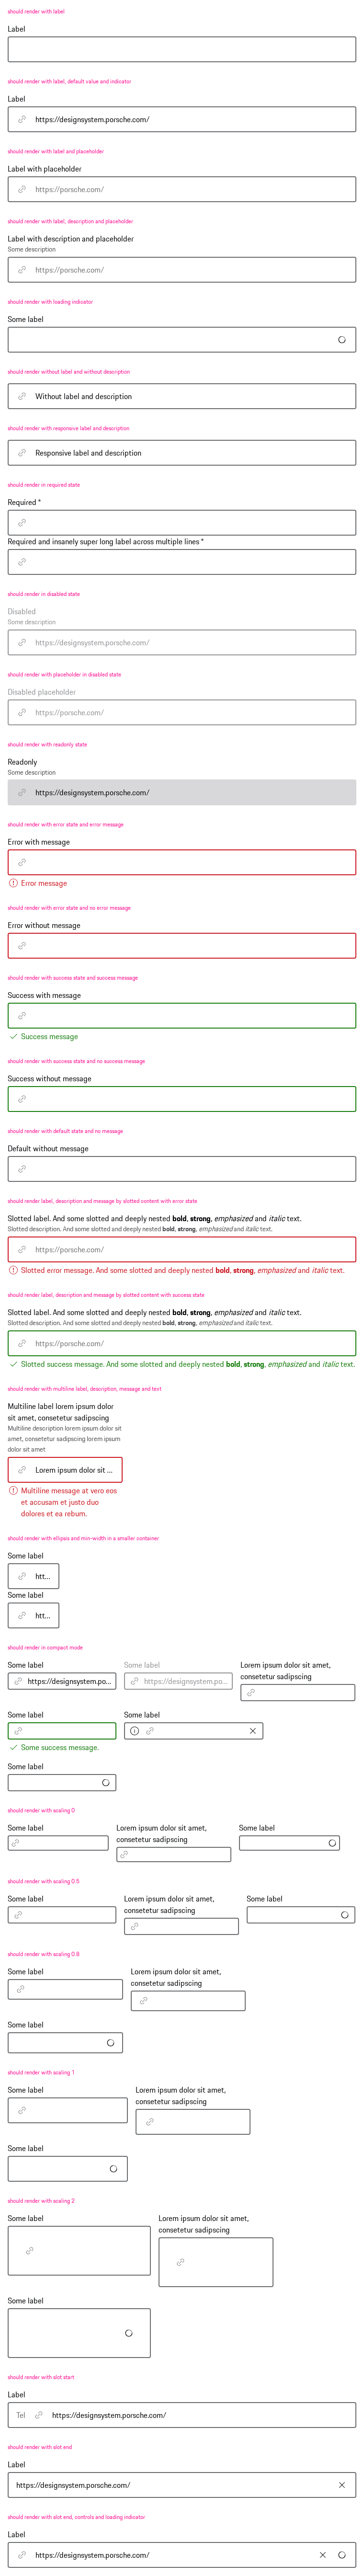 should render with label
Label
should render with label, default value and indicator
Label
https://designsystem.porsche.com/
should render with label and placeholder
Label with placeholder
https://porsche.com/
should render with label, description and placeholder
Label with description and placeholder
Some description
https://porsche.com/
should render with loading indicator
Some label
should render without label and without description
Without label and description
should render with responsive label and description
Responsive label and description
should render in required state
Required *
Required and insanely super long label across multiple lines *
should render in disabled state
Disabled
Some description
https://designsystem.porsche.com/
should render with placeholder in disabled state
Disabled placeholder
https://porsche.com/
should render with readonly state
Readonly
Some description
https://designsystem.porsche.com/
should render with error state and error message
Error with message
Error message
should render with error state and no error message
Error without message
should render with success state and success message
Success with message
Success message
should render with success state and no success message
Success without message
should render with default state and no message
Default without message
should render label, description and message by slotted content with error state
Slotted label. And some slotted and deeply nested bold, strong, emphasized and italic text.
Slotted description. And some slotted and deeply nested bold, strong, emphasized and italic text.
https://porsche.com/
Slotted error message. And some slotted and deeply nested bold, strong, emphasized and italic text.
should render label, description and message by slotted content with success state
Slotted label. And some slotted and deeply nested bold, strong, emphasized and italic text.
Slotted description. And some slotted and deeply nested bold, strong, emphasized and italic text.
https://porsche.com/
Slotted success message. And some slotted and deeply nested bold, strong, emphasized and italic text.
should render with multiline label, description, message and text
Multiline label lorem ipsum dolor
sit amet, consetetur sadipscing
Multiline description lorem ipsum dolor sit
amet, consectetur sadipscing lorem ipsum
dolor sit amet
Lorem ipsum dolor sit ...
Multiline message at vero eos
et accusam et justo duo
dolores et ea rebum.
should render with ellipsis and min-width in a smaller container
Some label
htt...
Some label
htt...
should render in compact mode
Some label
https://designsystem.po...
Some label
https://designsystem.po...
Lorem ipsum dolor sit amet,
consetetur sadipscing
Some label
Some success message.
Some label
Some label
should render with scaling 0
Some label
Lorem ipsum dolor sit amet,
consetetur sadipscing
Some label
should render with scaling 0.5
Some label
Lorem ipsum dolor sit amet,
consetetur sadipscing
Some label
should render with scaling 0.8
Some label
Lorem ipsum dolor sit amet,
consetetur sadipscing
Some label
should render with scaling 1
Some label
Lorem ipsum dolor sit amet,
consetetur sadipscing
Some label
should render with scaling 2
Some label
Lorem ipsum dolor sit amet,
consetetur sadipscing
Some label
should render with slot start
Label
Tel
https://designsystem.porsche.com/
should render with slot end
Label
https://designsystem.porsche.com/
should render with slot end, controls and loading indicator
Label
https://designsystem.porsche.com/